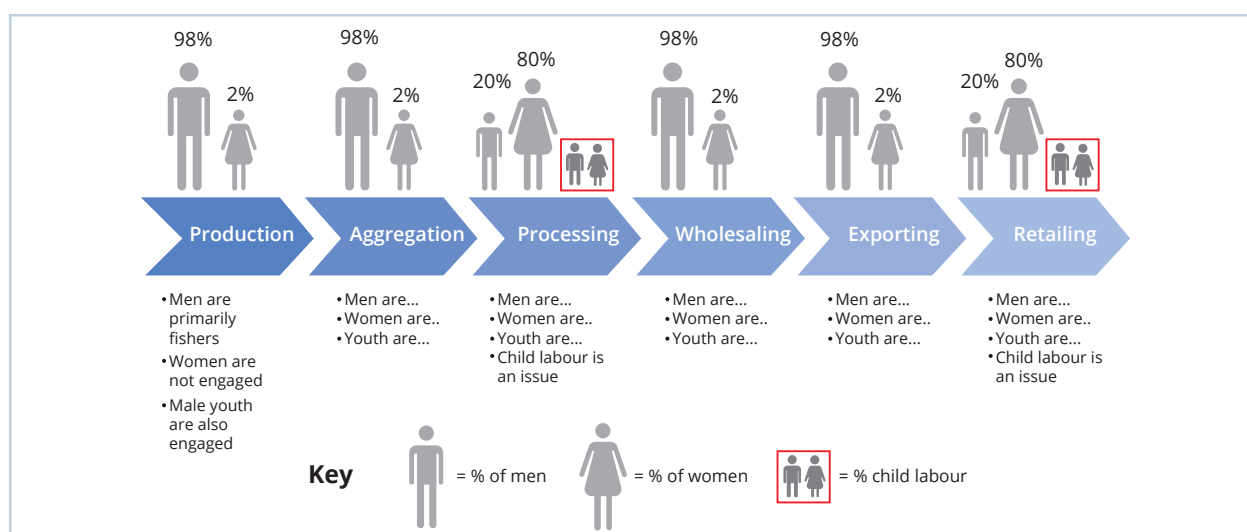 98%
2%
98%
2%
20%
80%
98%
2%
98%
2%
20%
80%
Production
Aggregation
Processing
Wholesaling
Exporting
Retailing
• Men are
primarily
fishers
• Women are
not engaged
• Male youth
are also
engaged
• Men are...
• Women are..
• Youth are...
• Men are...
• Women are..
• Youth are...
• Child labour is
an issue
• Men are...
• Women are..
• Youth are...
• Men are...
• Women are..
• Youth are...
• Men are...
• Women are..
• Youth are...
• Child labour is
an issue
Key
= % of men
= % of women
= % child labour